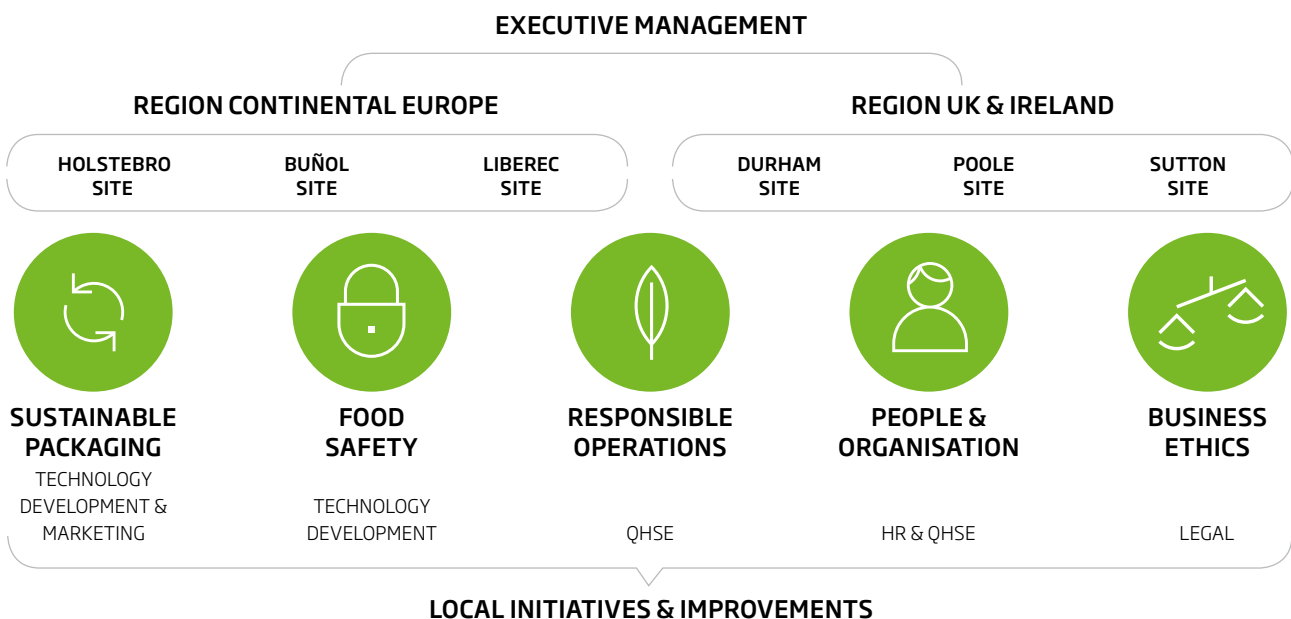 EXECUTIVE MANAGEMENT
REGION CONTINENTAL EUROPE
REGION UK & IRELAND
HOLSTEBRO
SITE
BUÑOL
SITE
LIBEREC
SITE
DURHAM
SITE
POOLE
SITE
SUTTON
SITE
SUSTAINABLE
PACKAGING
TECHNOLOGY
DEVELOPMENT &
MARKETING
FOOD
SAFETY
TECHNOLOGY
DEVELOPMENT
RESPONSIBLE
OPERATIONS
QHSE
PEOPLE &
ORGANISATION
HR & QHSE
BUSINESS
ETHICS
LEGAL
LOCAL INITIATIVES & IMPROVEMENTS